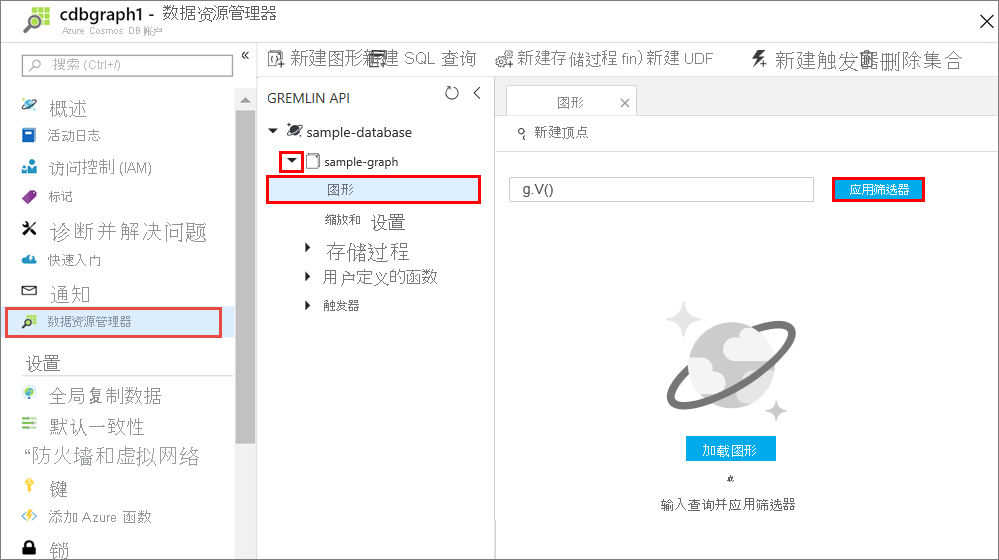 cdbgraph1 - 数据资源管理器
Azure Cosmos DB 帐户
搜索 (Ctrl+/)
概述
活动日志
访问控制 (IAM)
标记
诊断并解决问题
快速入门
通知
数据资源管理器
设置
全局复制数据
默认一致性
“防火墙和虚拟网络
键
添加 Azure 函数
锁
新建图形 新建 SQL 查询 新建存储过程 fin) 新建 UDF 新建触发器 删除集合
GREMLIN API
sample-database
sample-graph
图形
缩放和 设置
存储过程
用户定义的函数
触发器
图形
新建顶点
g.V()
应用筛选器
加载图形
输入查询并应用筛选器